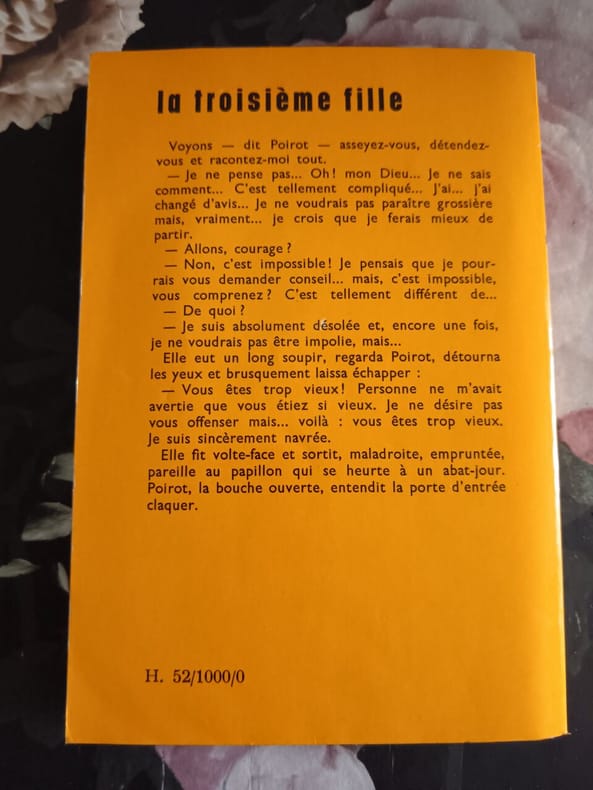 la troisième fille
Voyons — dit Poirot — asseyez-vous, détendez-
vous et racontez-moi tout.
— Je ne pense pas... Oh! mon Dieu... Je ne sais
comment... C'est tellement compliqué... J'ai... j'ai
changé d'avis... Je ne voudrais pas paraître grossière
mais, vraiment... je crois que je ferais mieux de
partir.
— Allons, courage?
— Non, c'est impossible! Je pensais que je pour-
rais vous demander conseil... mais, c'est impossible,
vous comprenez? C'est tellement différent de...
— De quoi?
— Je suis absolument désolée et, encore une fois,
je ne voudrais pas être impolie, mais...
Elle eut un long soupir, regarda Poirot, détourna
les yeux et brusquement laissa échapper :
— Vous êtes trop vieux! Personne ne m'avait
avertie que vous étiez si vieux. Je ne désire pas
vous offenser mais... voilà : vous êtes trop vieux.
Je suis sincèrement navrée.
Elle fit volte-face et sortit, maladroite, empruntée,
pareille au papillon qui se heurte à un abat-jour.
Poirot, la bouche ouverte, entendit la porte d'entrée
claquer.
H. 52/1000/0